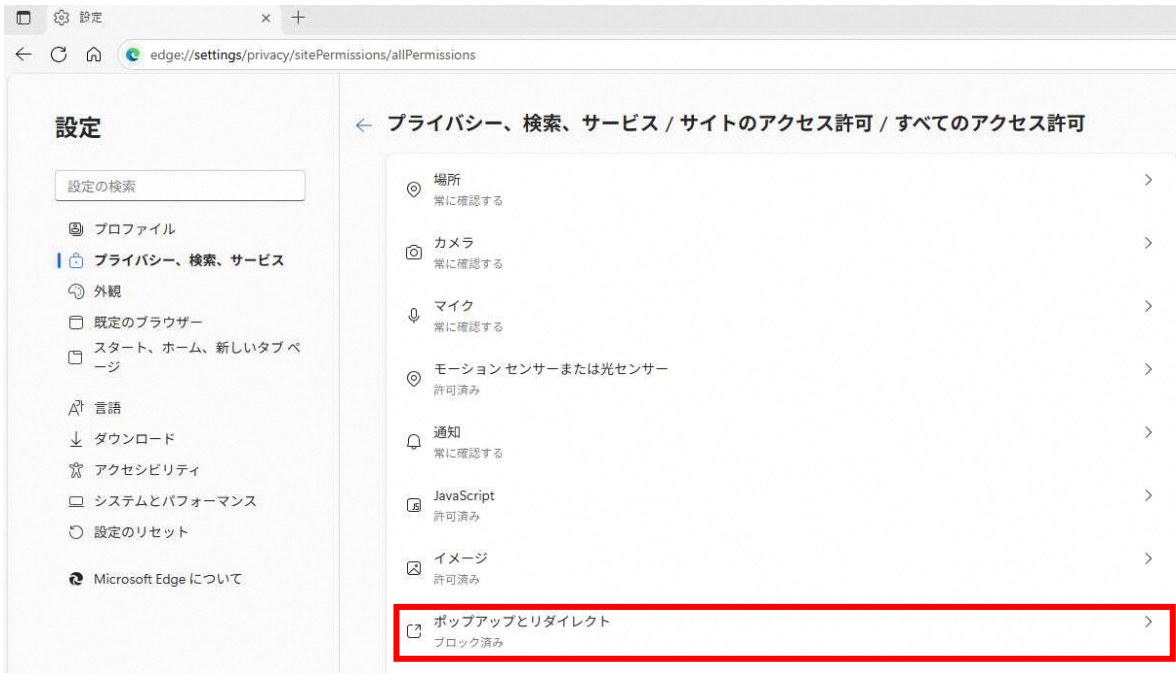 設定
edge://settings/privacy/sitePermissions/allPermissions
設定
設定の検索
プロファイル
プライバシー、検索、サービス
外観
既定のブラウザー
スタート、ホーム、新しいタブ ペ
ージ
言語
ダウンロード
アクセシビリティ
システムとパフォーマンス
設定のリセット
Microsoft Edge について
プライバシー、検索、サービス / サイトのアクセス許可 / すべてのアクセス許可
場所
常に確認する
カメラ
常に確認する
マイク
常に確認する
モーション センサーまたは光センサー
許可済み
通知
常に確認する
JavaScript
許可済み
イメージ
許可済み
ポップアップとリダイレクト
ブロック済み